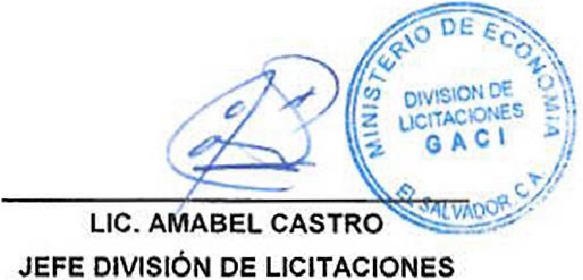 MINISTERIO DE ECONOMIA
DIVISION DE
LICITACIONES
G A C I
EL SALVADOR, C.A.
LIC. AMABEL CASTRO
JEFE DIVISIÓN DE LICITACIONES